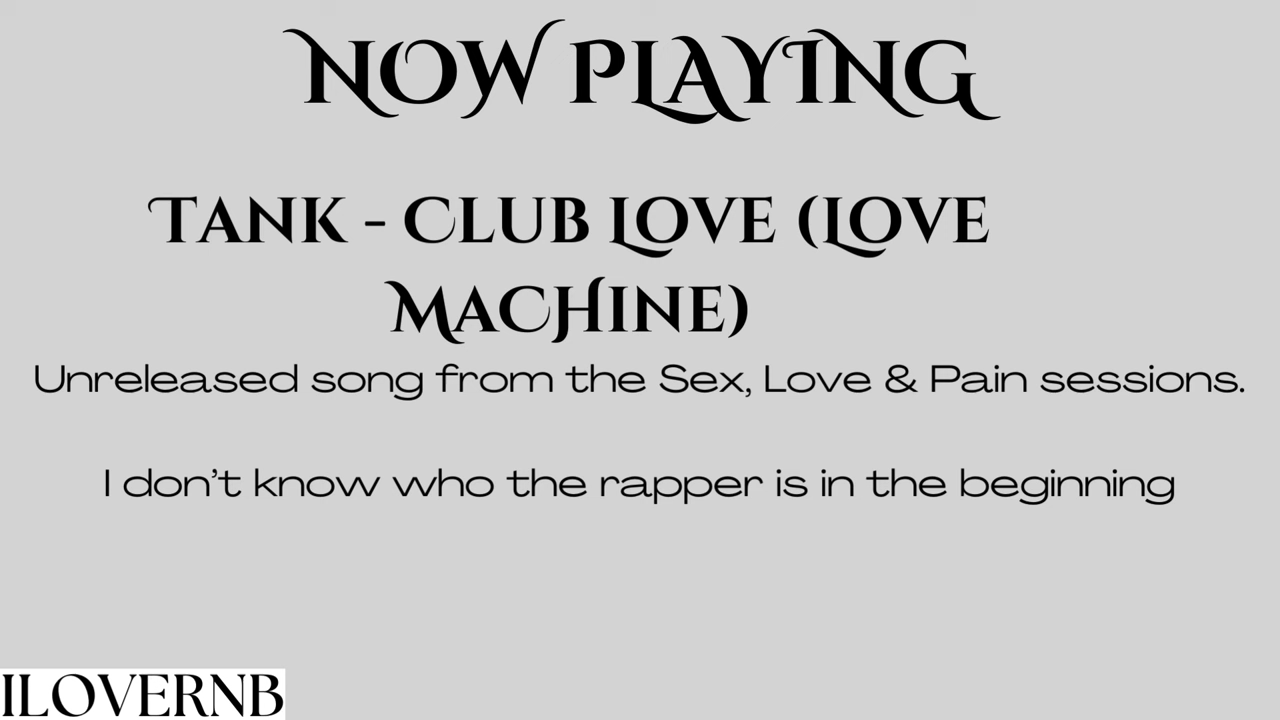 NOW PLAYING
TANK - CLUB LOVE (LOVE
MACHINE)
Unreleased song from the Sex, Love & Pain sessions.
I don’t know who the rapper is in the beginning
ILOVERNB